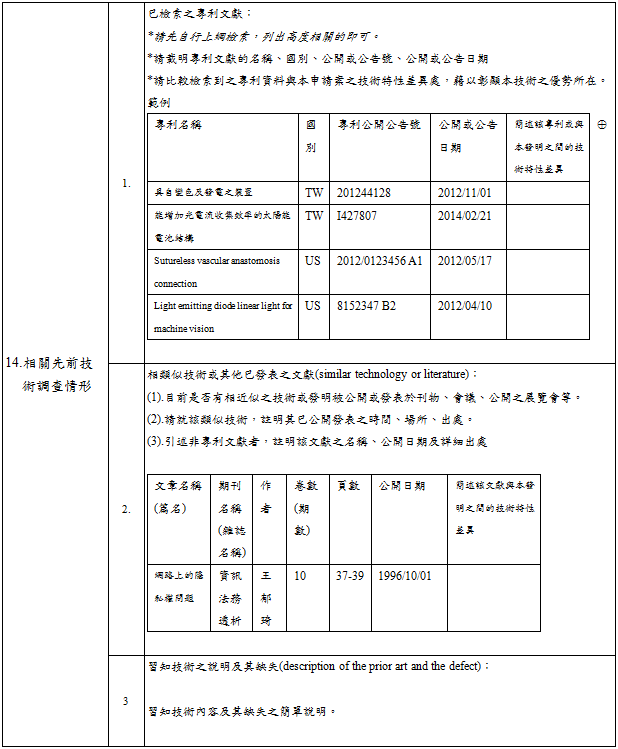 14.相關先前技
術調查情形
1.
已檢索之專利文獻：
*請先自行上網檢索，列出高度相關的即可。
*請載明專利文獻的名稱、國別、公開或公告號、公開或公告日期
*請比較檢索到之專利資料與本申請案之技術特性差異處，藉以彰顯本技術之優勢所在。
範例
專利名稱
國
別
專利公開公告號
公開或公告
日期
簡述該專利或與
本發明之間的技
術特性差異
具自變色及發電之裝置
TW
201244128
2012/11/01
能增加光電流收集效率的太陽能
電池結構
TW
I427807
2014/02/21
Sutureless vascular anastomosis
connection
US
2012/0123456 A1
2012/05/17
Light emitting diode linear light for
machine vision
US
8152347 B2
2012/04/10
2.
相類似技術或其他已發表之文獻(similar technology or literature)：
(1).目前是否有相近似之技術或發明被公開或發表於刊物、會議、公開之展覽會等。
(2).請就該類似技術，註明其已公開發表之時間、場所、出處。
(3).引述非專利文獻者，註明該文獻之名稱、公開日期及詳細出處
文章名稱
(篇名)
期刊
名稱
(雜誌
名稱)
作
者
卷數
(期
數)
頁數
公開日期
簡述該文獻與本發
明之間的技術特性
差異
網路上的隱
私權問題
資訊
法務
透析
王
郁
琦
10
37-39
1996/10/01
3
習知技術之說明及其缺失(description of the prior art and the defect)：
習知技術內容及其缺失之簡單說明。